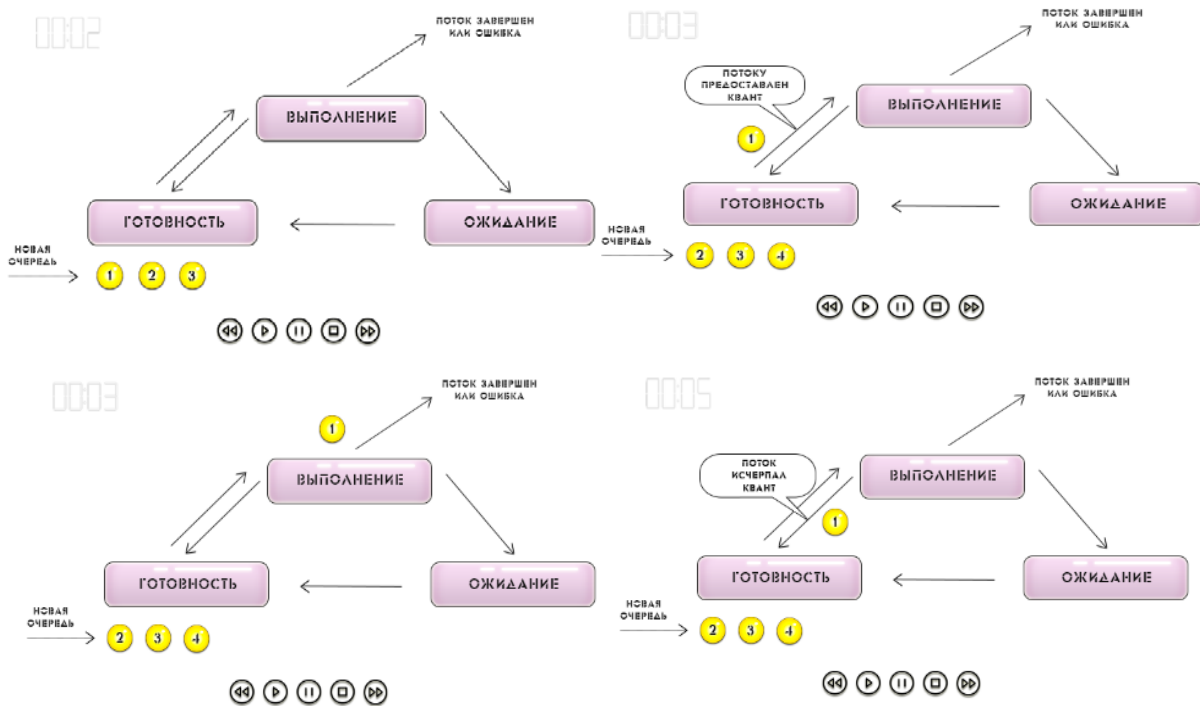 00:02
ПОТОК ЗАВЕРШЕН
ИЛИ ОШИБКА
ВЫПОЛНЕНИЕ
ГОТОВНОСТЬ
ОЖИДАНИЕ
НОВАЯ
ОЧЕРЕДЬ
1 2 3
00:03
ПОТОК ЗАВЕРШЕН
ИЛИ ОШИБКА
ПОТОКУ
ПРЕДОСТАВЛЕН
КВАНТ
ВЫПОЛНЕНИЕ
1
ГОТОВНОСТЬ
ОЖИДАНИЕ
НОВАЯ
ОЧЕРЕДЬ
2 3 4
00:03
ПОТОК ЗАВЕРШЕН
ИЛИ ОШИБКА
1
ВЫПОЛНЕНИЕ
ГОТОВНОСТЬ
ОЖИДАНИЕ
НОВАЯ
ОЧЕРЕДЬ
2 3 4
00:05
ПОТОК ЗАВЕРШЕН
ИЛИ ОШИБКА
ПОТОК
ИСЧЕРПАЛ
КВАНТ
ВЫПОЛНЕНИЕ
1
ГОТОВНОСТЬ
ОЖИДАНИЕ
НОВАЯ
ОЧЕРЕДЬ
2 3 4